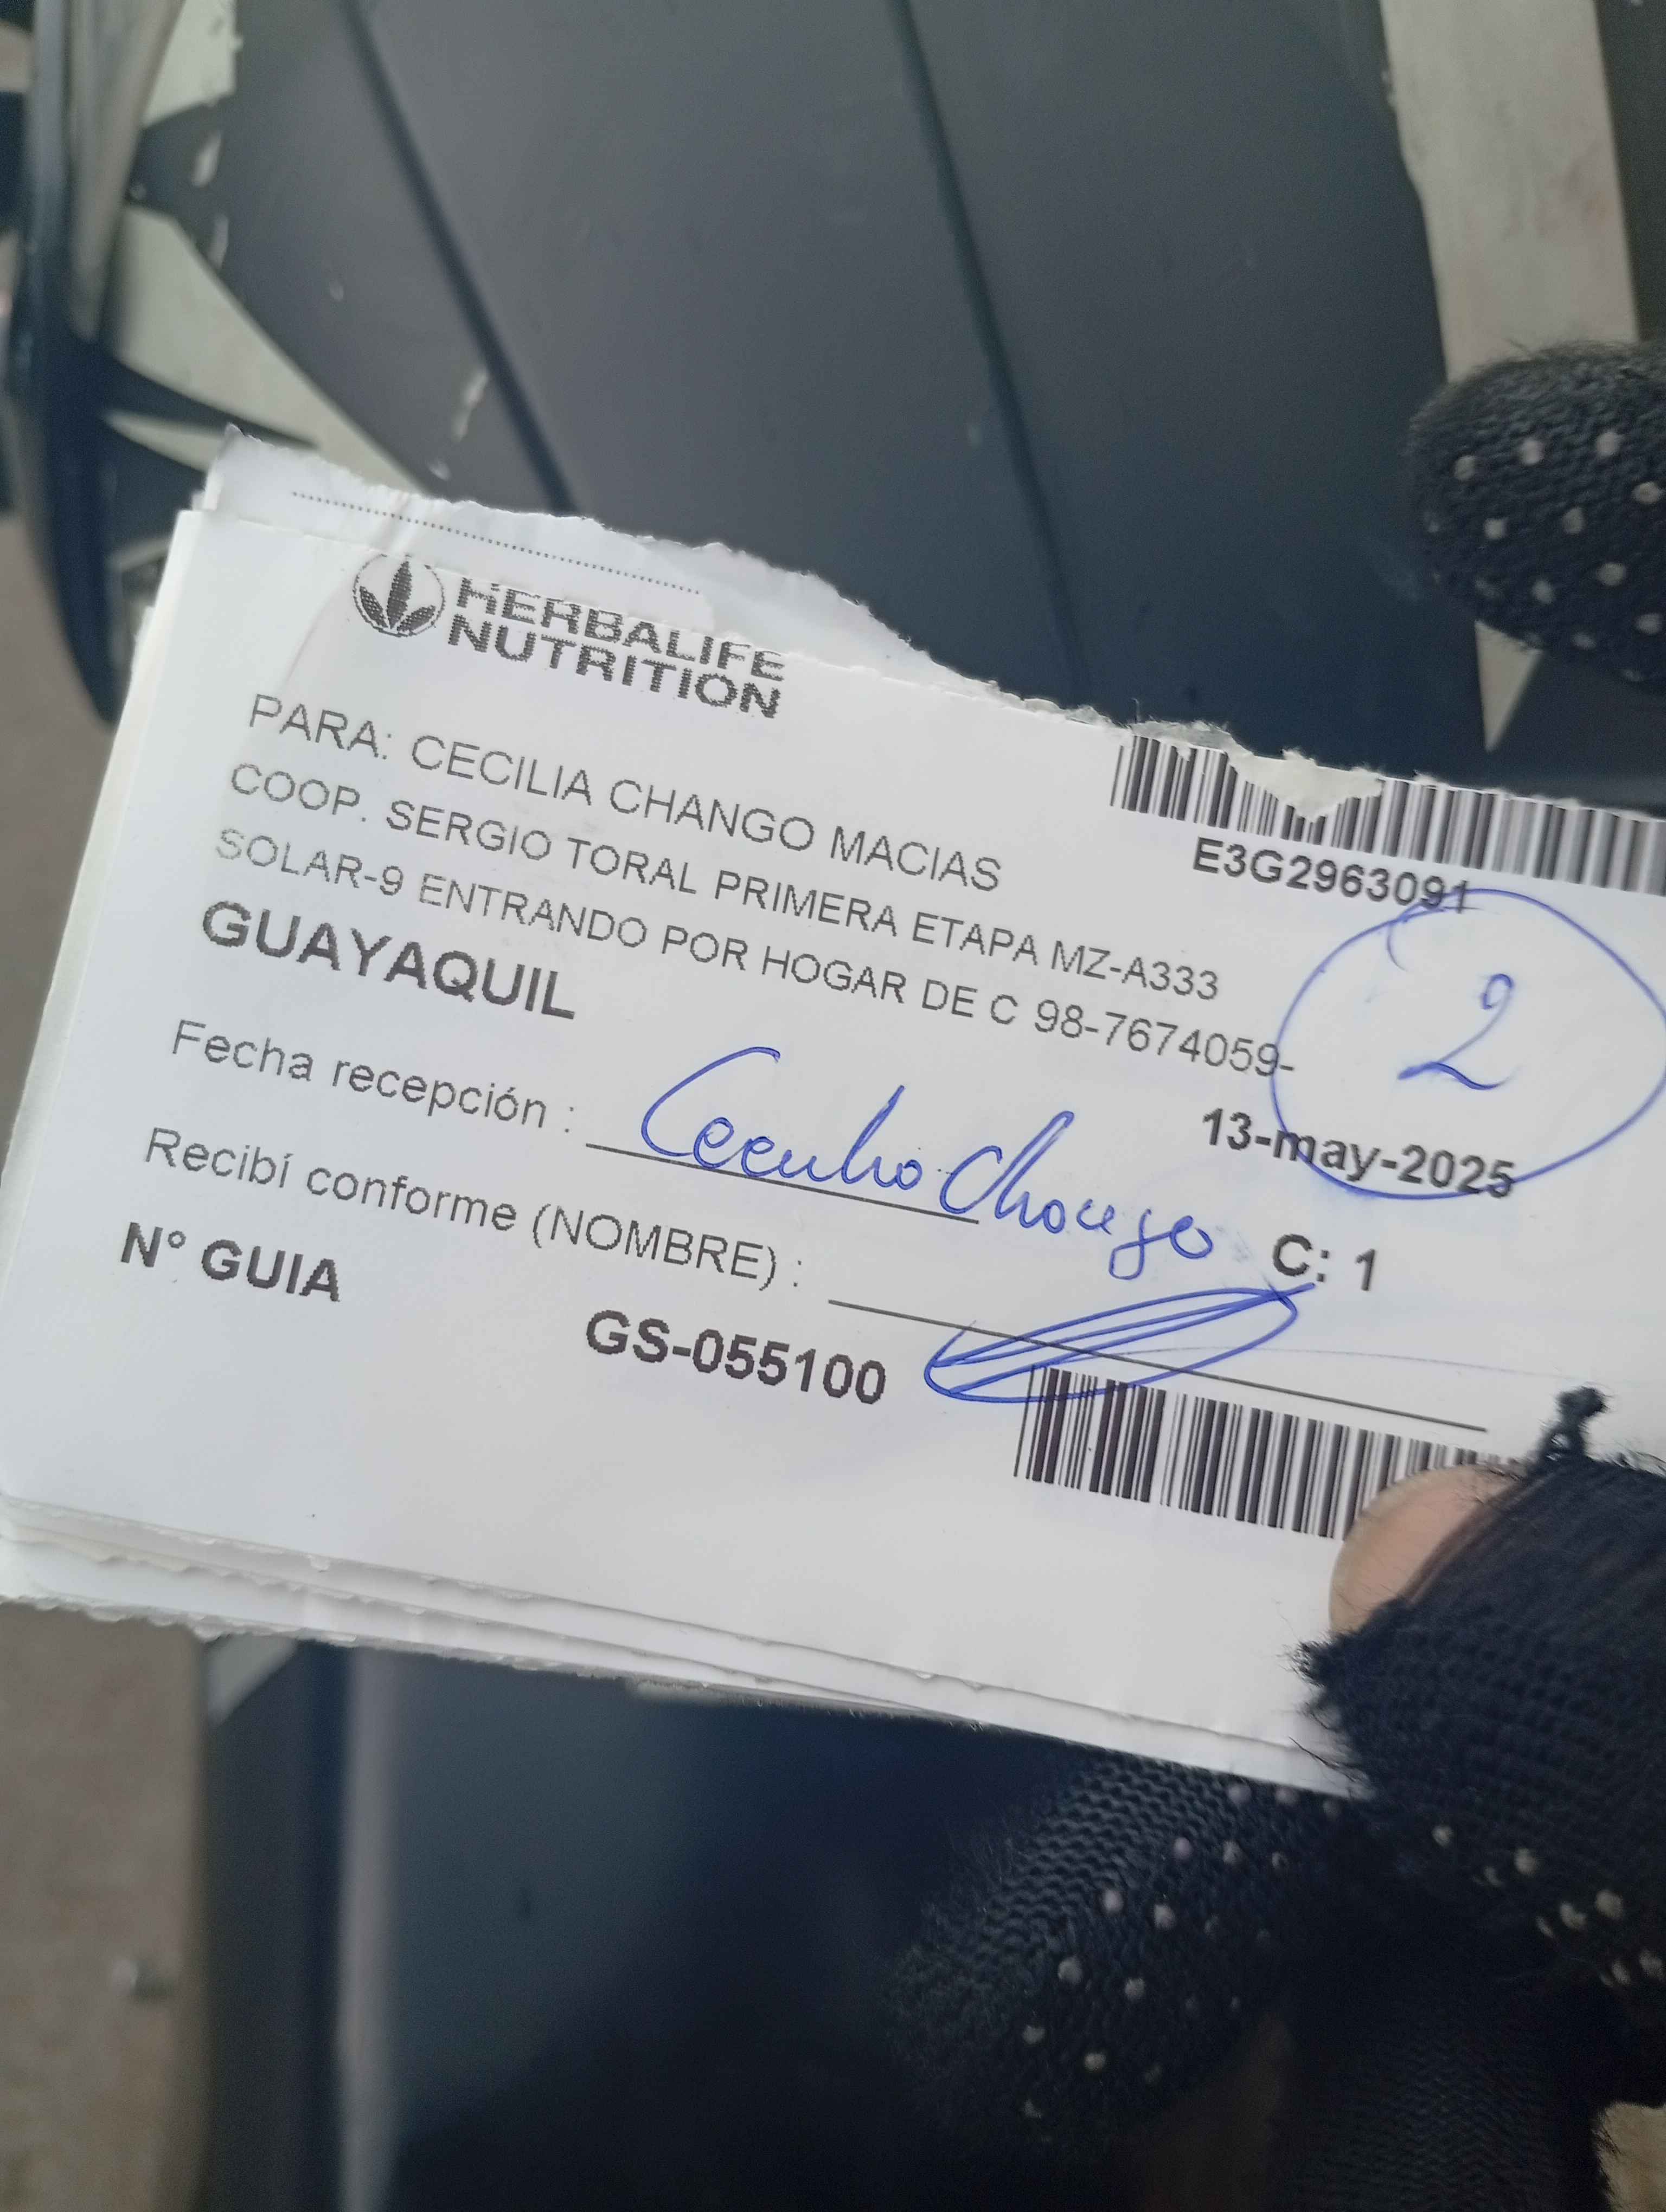 HERBALIFE
NUTRITION
E3G2963091
PARA: CECILIA CHANGO MACIAS
COOP. SERGIO TORAL PRIMERA ETAPA MZ-A333
SOLAR-9 ENTRANDO POR HOGAR DE C 98-7674059-
GUAYAQUIL
2
13-may-2025
Fecha recepción :
Cecilia Chango
C: 1
Recibí conforme (NOMBRE) :
N° GUIA
GS-055100